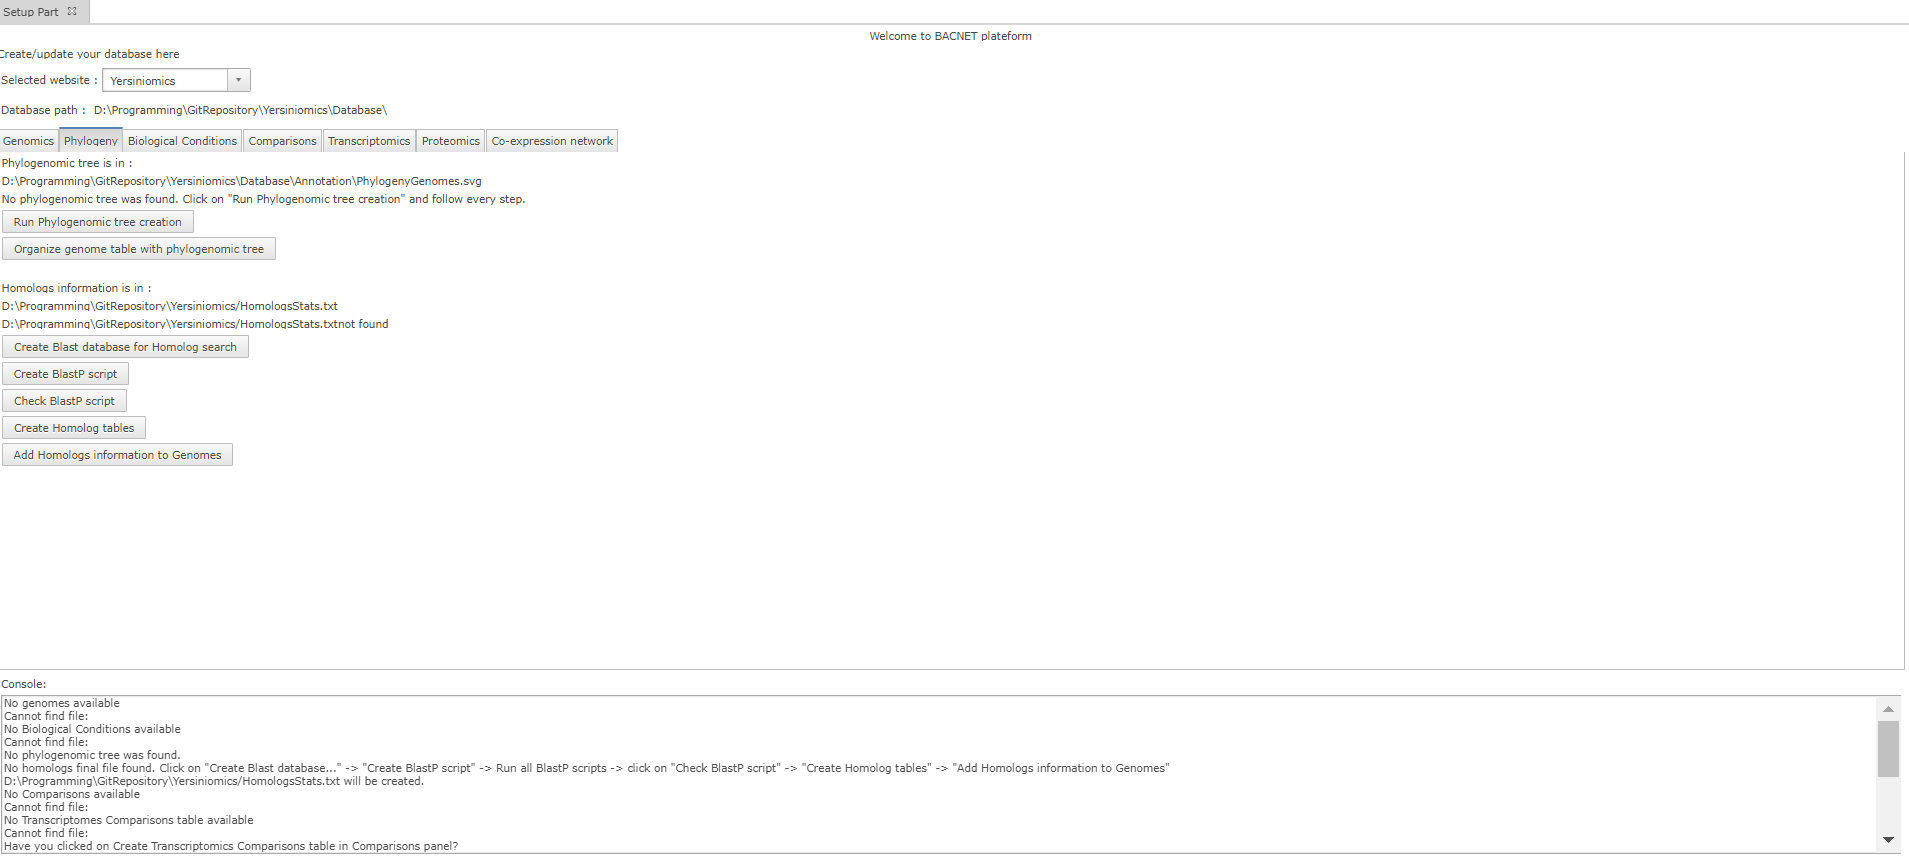 Setup Part
Welcome to BACNET plateform
Create/update your database here
Selected website : Yersiniomics
Database path : D:\Programming\GitRepository\Yersiniomics\Database\
Genomics Phylogeny Biological Conditions Comparisons Transcriptomics Proteomics Co-expression network
Phylogenomic tree is in :
D:\Programming\GitRepository\Yersiniomics\Database\Annotation\PhylogenyGenomes.svg
No phylogenomic tree was found. Click on "Run Phylogenomic tree creation" and follow every step.
Run Phylogenomic tree creation
Organize genome table with phylogenomic tree
Homologs information is in :
D:\Programming\GitRepository\Yersiniomics/HomologsStats.txt
D:\Programming\GitRepository\Yersiniomics/HomologsStats.txtnot found
Create Blast database for Homolog search
Create BlastP script
Check BlastP script
Create Homolog tables
Add Homologs information to Genomes
Console:
No genomes available
Cannot find file:
No Biological Conditions available
Cannot find file:
No phylogenomic tree was found.
No homologs final file found. Click on "Create Blast database..." -> "Create BlastP script" -> Run all BlastP scripts -> click on "Check BlastP script" -> "Create Homolog tables" -> "Add Homologs information to Genomes"
D:\Programming\GitRepository\Yersiniomics/HomologsStats.txt will be created.
No Comparisons available
Cannot find file:
No Transcriptomes Comparisons table available
Cannot find file:
Have you clicked on Create Transcriptomics Comparisons table in Comparisons panel?